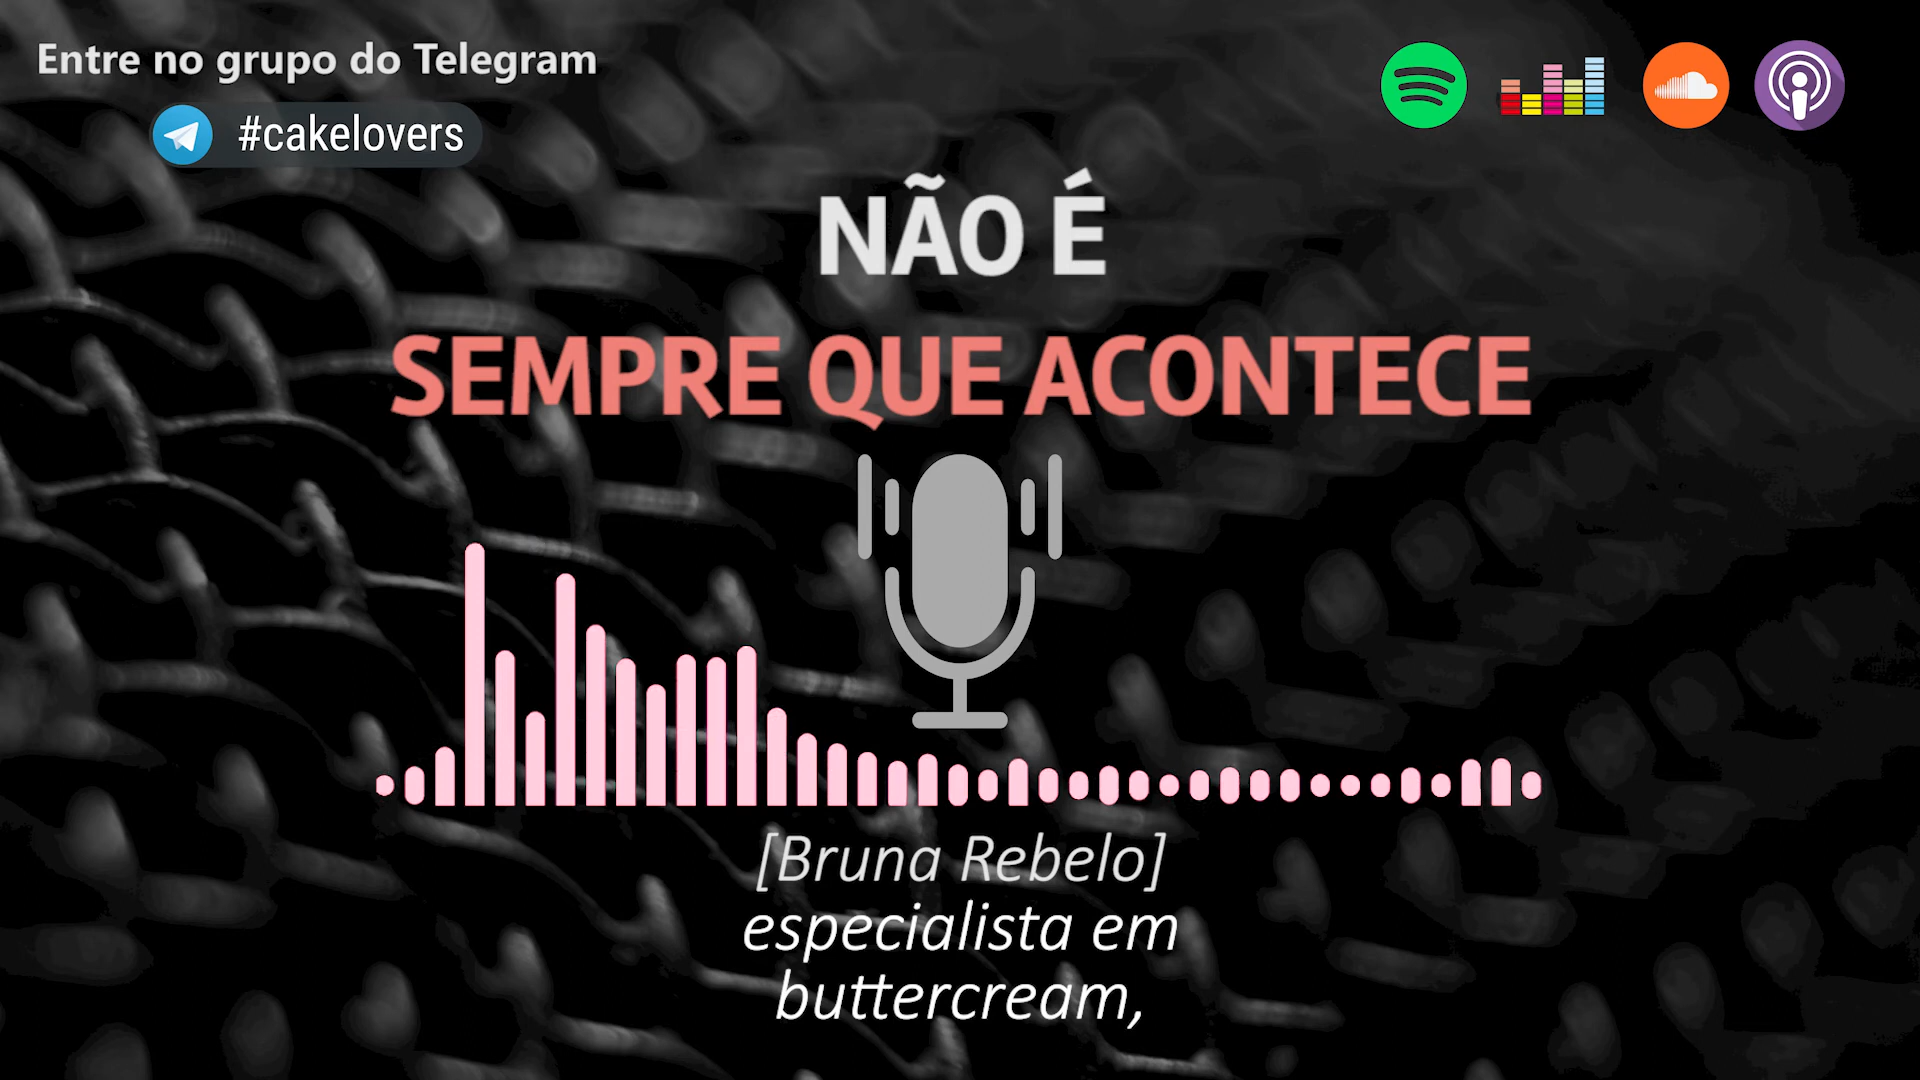 Entre no grupo do Telegram
#cakelovers
NÃO É
SEMPRE QUE ACONTECE
[Bruna Rebelo]
especialista em
buttercream,